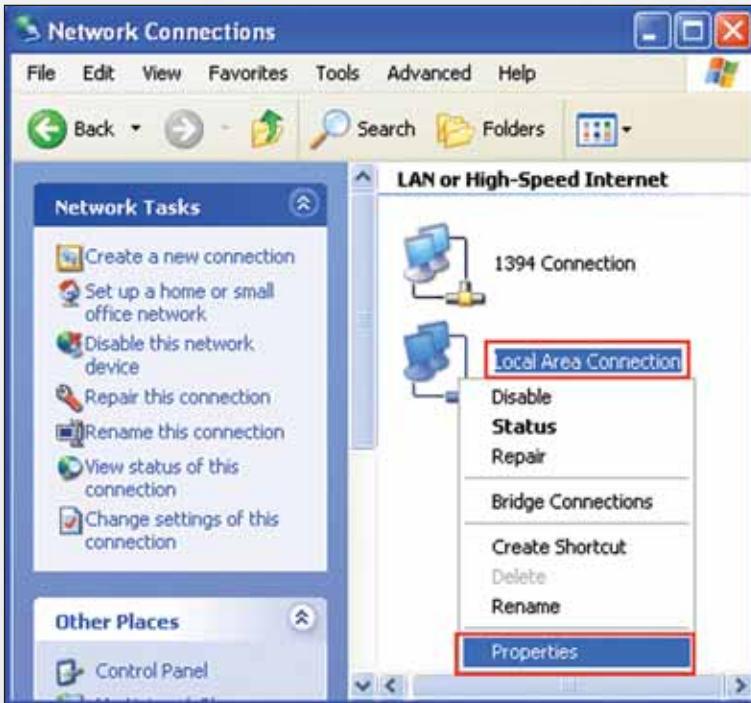 Network Connections
File Edit View Favorites Tools Advanced Help
Back Search Folders
Network Tasks
Create a new connection
Set up a home or small
office network
Disable this network
device
Repair this connection
Rename this connection
View status of this
connection
Change settings of this
connection
Other Places
Control Panel
LAN or High-Speed Internet
1394 Connection
Local Area Connection
Disable
Status
Repair
Bridge Connections
Create Shortcut
Delete
Rename
Properties